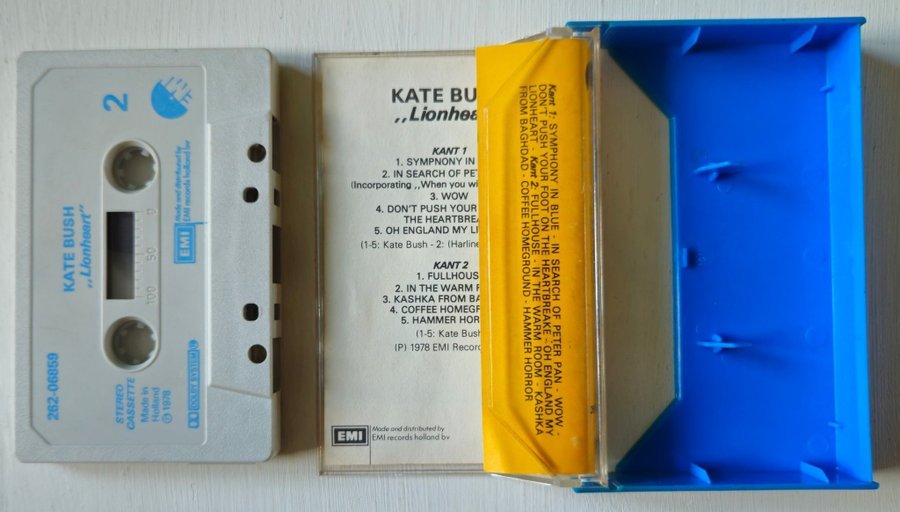 2
KATE BUSH
,,Lionheart"
262-06859
STEREO
CASSETTE
Made in
Holland
℗ 1978
DOLBY SYSTEM
EMI
Made and distributed by
EMI records holland bv
100 50 0
KATE BU
,,Lionhea
KANT 1
1. SYMPNONY IN
2. IN SEARCH OF PET
(Incorporating ,,When you wi
3. WOW
4. DON'T PUSH YOUR
THE HEARTBREA
5. OH ENGLAND MY LI
(1-5: Kate Bush - 2: (Harline
KANT 2
1. FULLHOUS
2. IN THE WARM R
3. KASHKA FROM BA
4. COFFEE HOMEGR
5. HAMMER HOR
(1-5: Kate Bush
(P) 1978 EMI Record
EMI
Made and distributed by
EMI records holland bv
Kant 1: SYMPHONY IN BLUE - IN SEARCH OF PETER PAN - WOW -
DON'T PUSH YOUR FOOT ON THE HEARTBREAKE - OH ENGLAND MY
LIONHEART - Kant 2: FULLHOUSE - IN THE WARM ROOM - KASHKA
FROM BAGHDAD - COFFEE HOMEGROUND - HAMMER HORROR